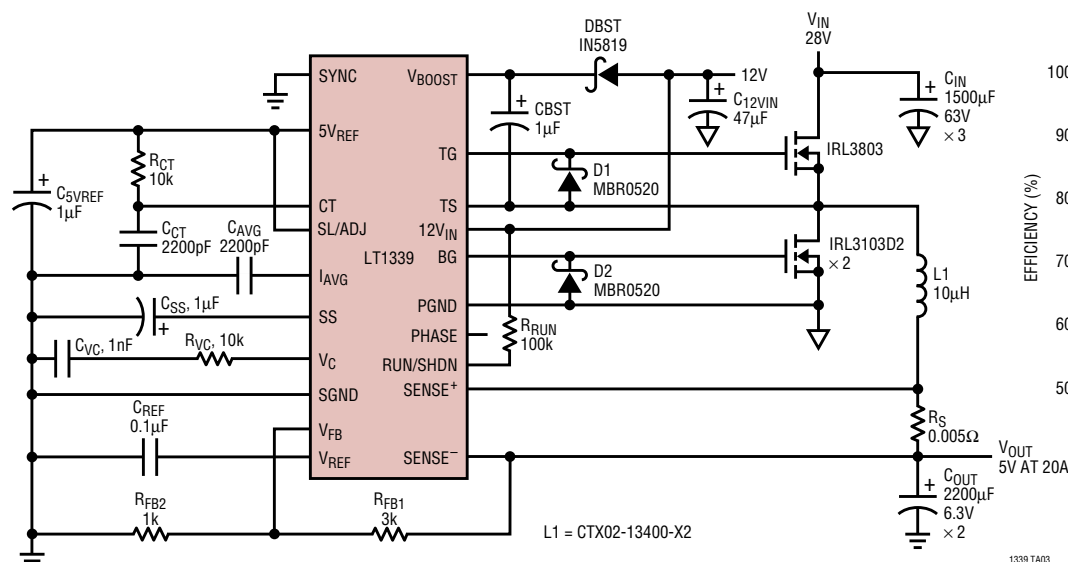 DBST
IN5819
VIN
28V
SYNC
VBOOST
12V
CBST
1µF
C12VIN
47µF
CIN
1500µF
63V
× 3
5VREF
RCT
10k
C5VREF
1µF
TG
D1
MBR0520
IRL3803
CT
TS
CCT
2200pF
CAVG
2200pF
SL/ADJ
12VIN
LT1339
BG
IRL3103D2
× 2
IAVG
D2
MBR0520
L1
10µH
CSS, 1µF
SS
PGND
PHASE
RRUN
100k
CVC, 1nF
RVC, 10k
VC
RUN/SHDN
SGND
SENSE+
CREF
0.1µF
VFB
RS
0.005Ω
VREF
SENSE–
VOUT
5V AT 20A
RFB2
1k
RFB1
3k
COUT
2200µF
6.3V
× 2
L1 = CTX02-13400-X2
1339 TA03
EFFICIENCY (%)
100
90
80
70
60
50